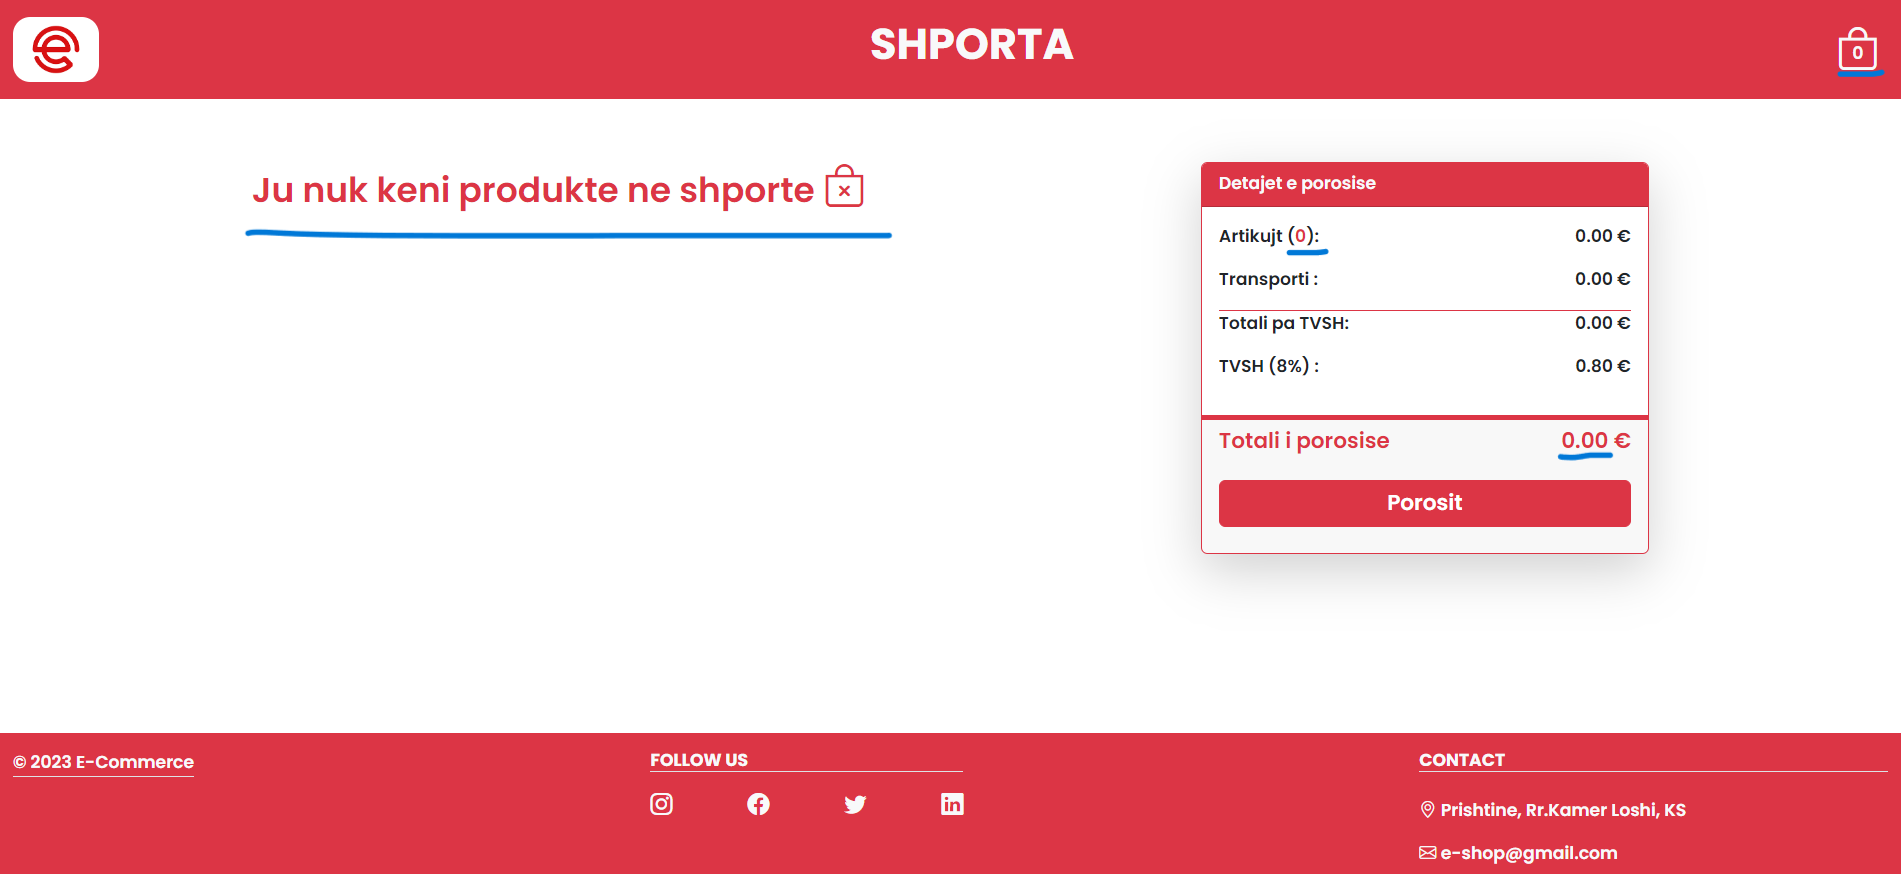 SHPORTA
0
Ju nuk keni produkte ne shporte
Detajet e porosise
Artikujt (0): 0.00 €
Transporti : 0.00 €
Totali pa TVSH: 0.00 €
TVSH (8%) : 0.80 €
Totali i porosise 0.00 €
Porosit
© 2023 E-Commerce
FOLLOW US
CONTACT
Prishtine, Rr.Kamer Loshi, KS
e-shop@gmail.com